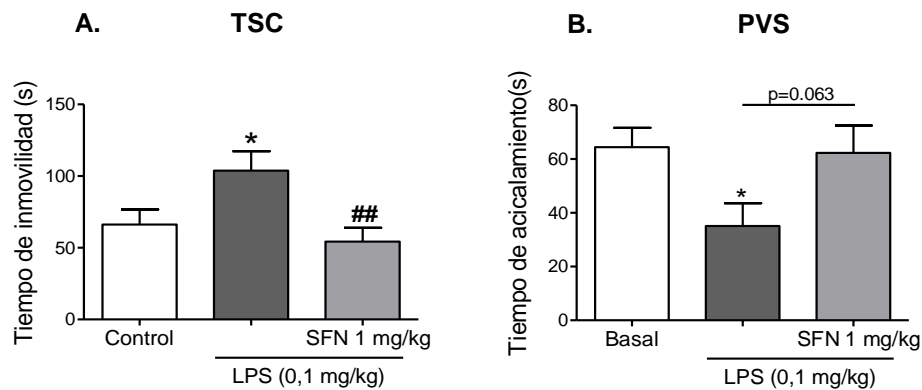 A. TSC
Tiempo de inmovilidad (s)
150
100
50
0
*
##
Control
SFN 1 mg/kg
LPS (0,1 mg/kg)
B. PVS
Tiempo de acicalamiento(s)
80
60
40
20
0
p=0.063
*
Basal
SFN 1 mg/kg
LPS (0,1 mg/kg)